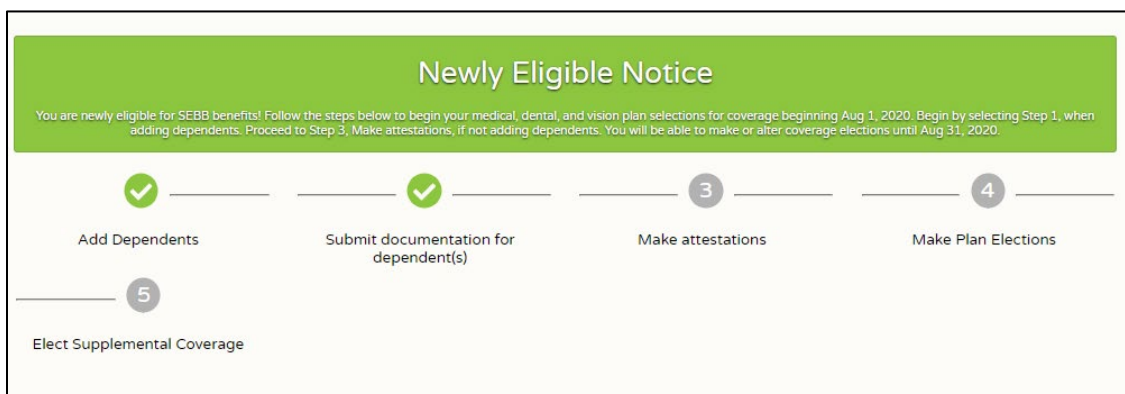 Newly Eligible Notice
You are newly eligible for SEBB benefits! Follow the steps below to begin your medical, dental, and vision plan selections for coverage beginning Aug 1, 2020. Begin by selecting Step 1, when
adding dependents. Proceed to Step 3, Make attestations, if not adding dependents. You will be able to make or alter coverage elections until Aug 31, 2020.
3
4
Add Dependents
Submit documentation for
dependent(s)
Make attestations
Make Plan Elections
5
Elect Supplemental Coverage